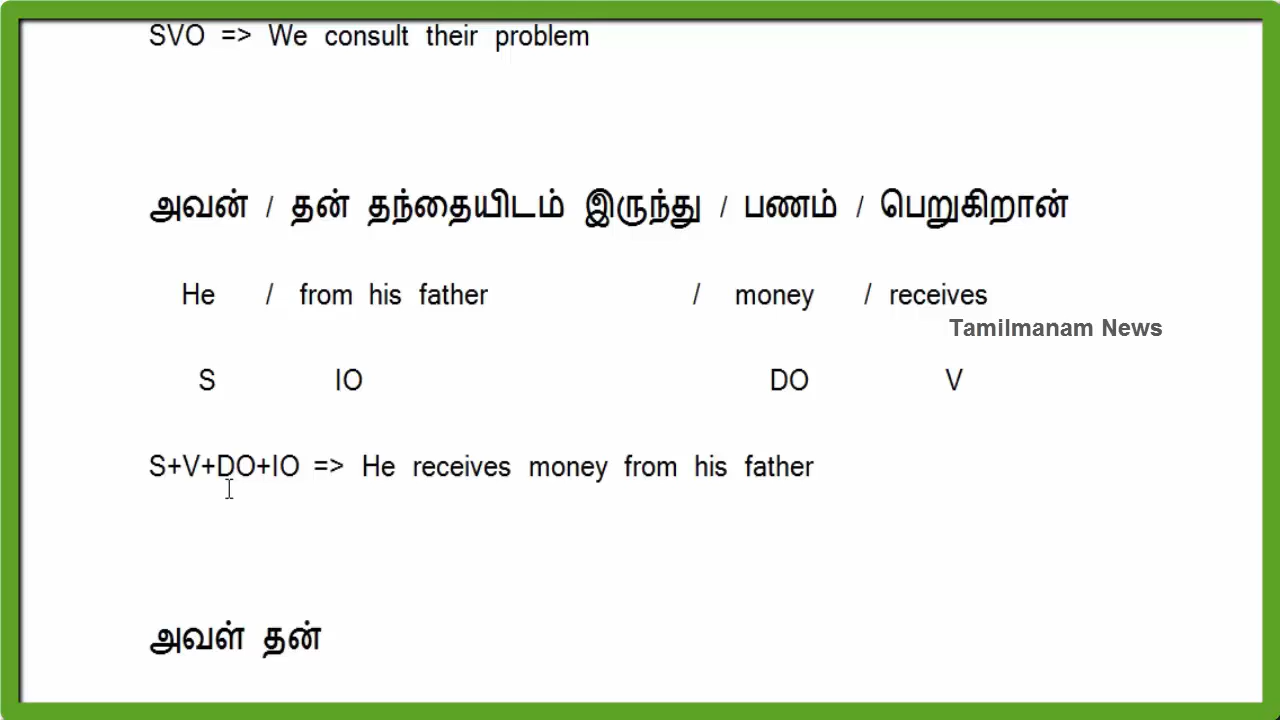 SVO => We consult their problem
அவன் / தன் தந்தையிடம் இருந்து / பணம் / பெறுகிறான்
He / from his father / money / receives
Tamilmanam News
S IO DO V
S+V+DO+IO => He receives money from his father
அவள் தன்